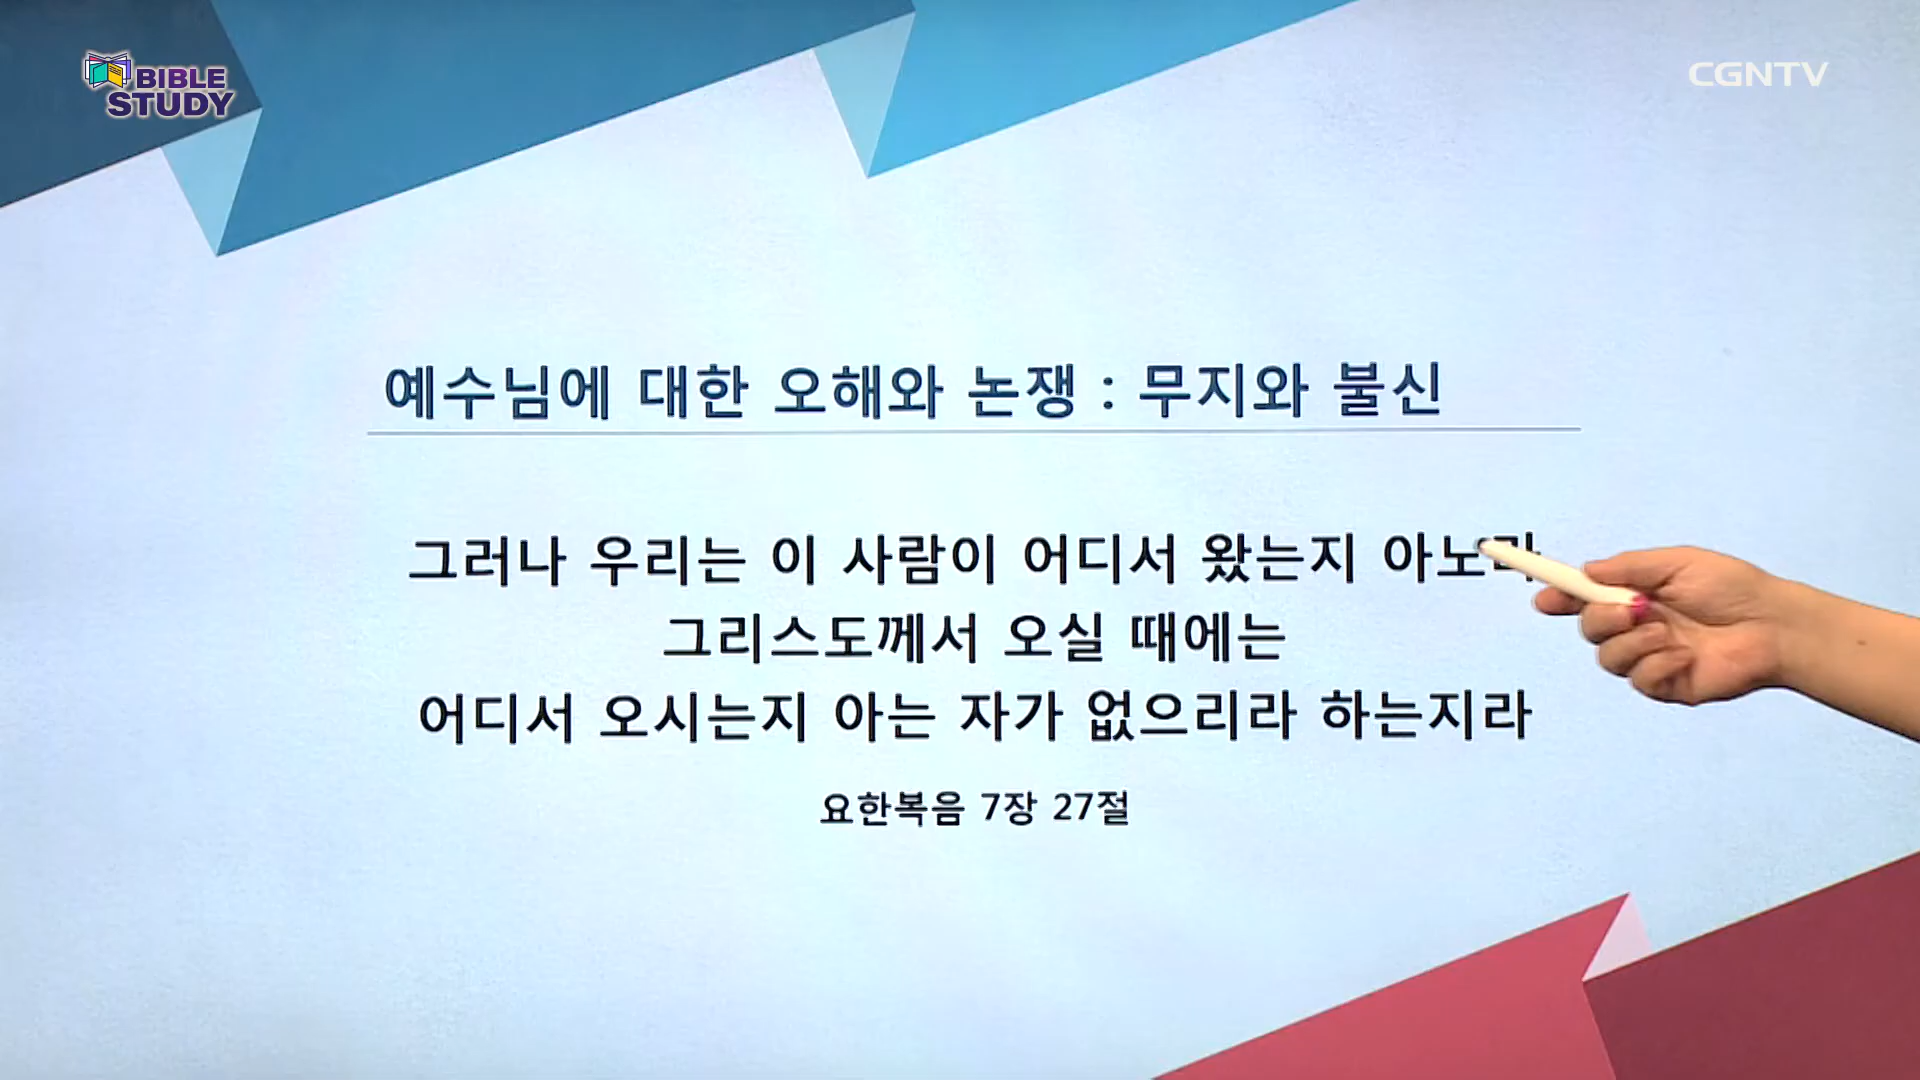 BIBLE
STUDY
CGNTV
예수님에 대한 오해와 논쟁 : 무지와 불신
그러나 우리는 이 사람이 어디서 왔는지 아노라
그리스도께서 오실 때에는
어디서 오시는지 아는 자가 없으리라 하는지라
요한복음 7장 27절